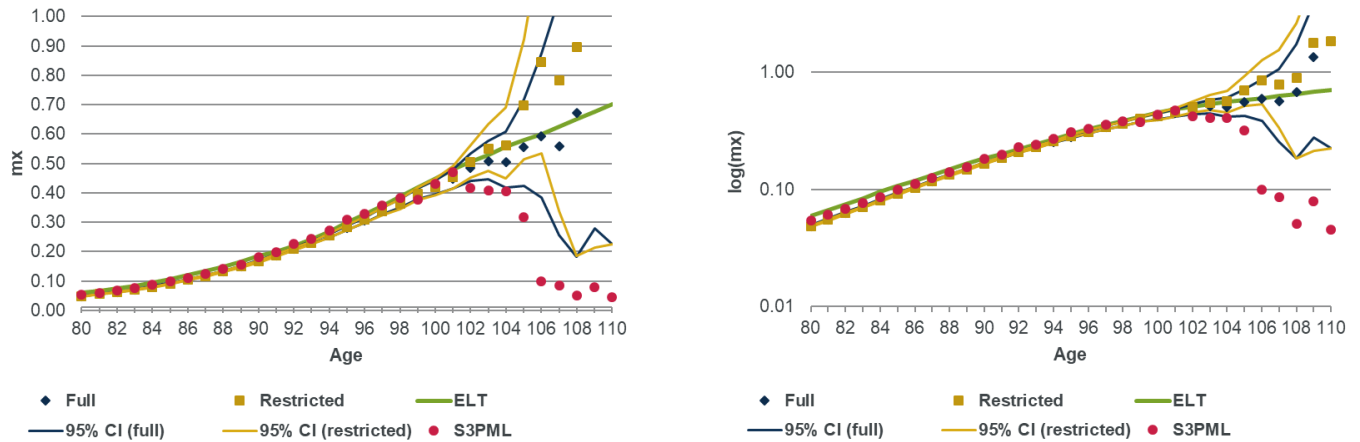 1.00
0.90
0.80
0.70
0.60
0.50
0.40
0.30
0.20
0.10
0.00
mx
80 82 84 86 88 90 92 94 96 98 100 102 104 106 108 110
Age
Full Restricted ELT
95% CI (full) 95% CI (restricted) S3PML
1.00
0.10
0.01
log(mx)
80 82 84 86 88 90 92 94 96 98 100 102 104 106 108 110
Age
Full Restricted ELT
95% CI (full) 95% CI (restricted) S3PML